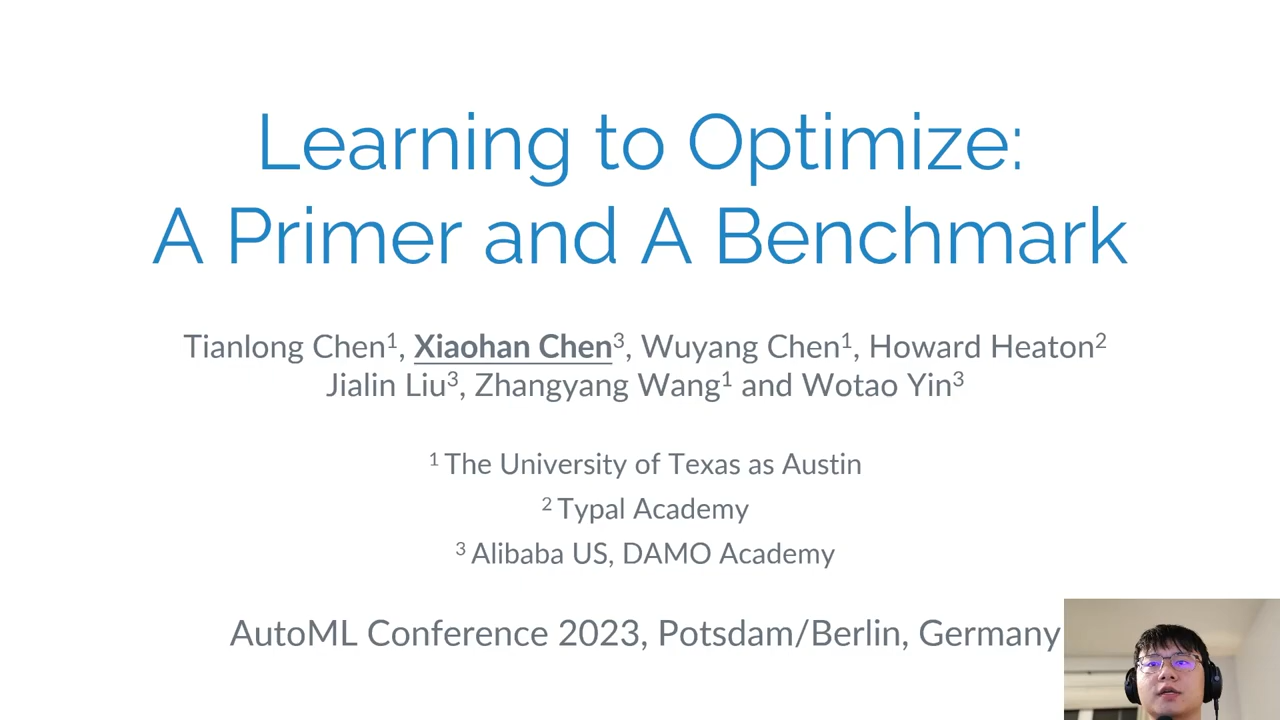 Learning to Optimize:
A Primer and A Benchmark
Tianlong Chen¹, Xiaohan Chen³, Wuyang Chen¹, Howard Heaton²
Jialin Liu³, Zhangyang Wang¹ and Wotao Yin³
¹ The University of Texas as Austin
² Typal Academy
³ Alibaba US, DAMO Academy
AutoML Conference 2023, Potsdam/Berlin, Germany